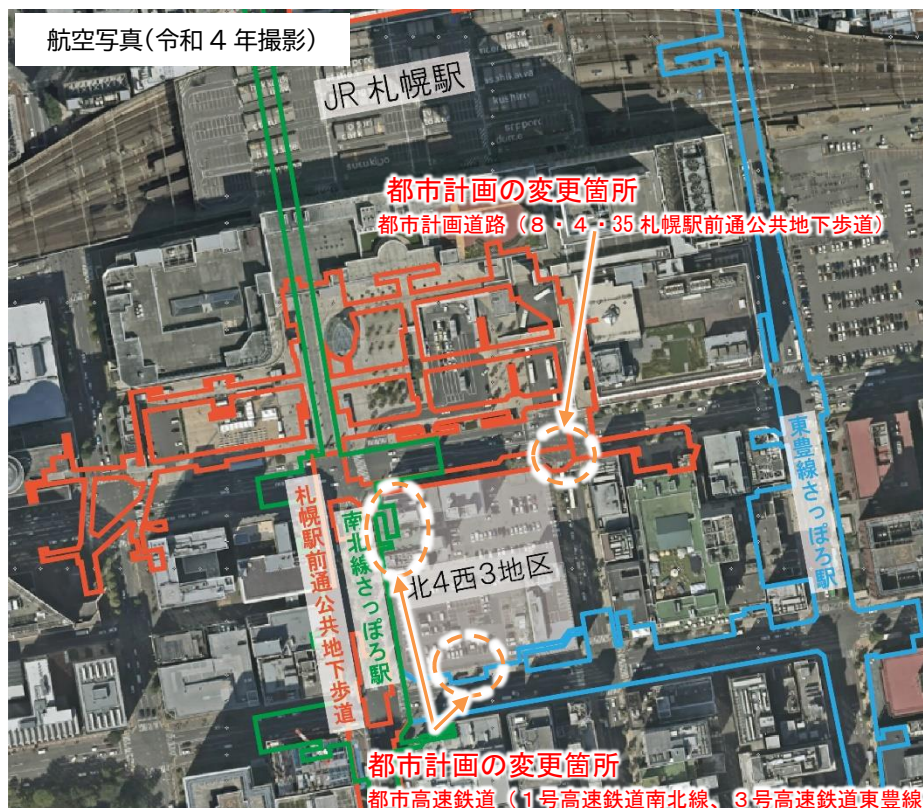 航空写真(令和4年撮影)
JR 札幌駅
都市計画の変更箇所
都市計画道路 (8・4・35 札幌駅前通公共地下歩道)
東豊線さっぽろ駅
札幌駅前通公共地下歩道
南北線さっぽろ駅
北4西3地区
都市計画の変更箇所
都市高速鉄道 (1号高速鉄道南北線、3号高速鉄道東豊線